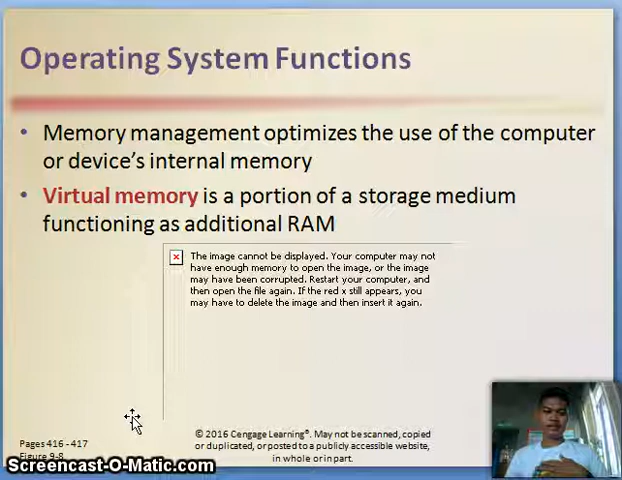 Operating System Functions
• Memory management optimizes the use of the computer
or device's internal memory
• Virtual memory is a portion of a storage medium
functioning as additional RAM
The image cannot be displayed. Your computer may not
have enough memory to open the image, or the image
may have been corrupted. Restart your computer, and
then open the file again. If the red x still appears, you
may have to delete the image and then insert it again.
Pages 416 - 417
Figure 9-8
© 2016 Cengage Learning®. May not be scanned, copied
or duplicated, or posted to a publicly accessible website,
in whole or in part.
Screencast-O-Matic.com